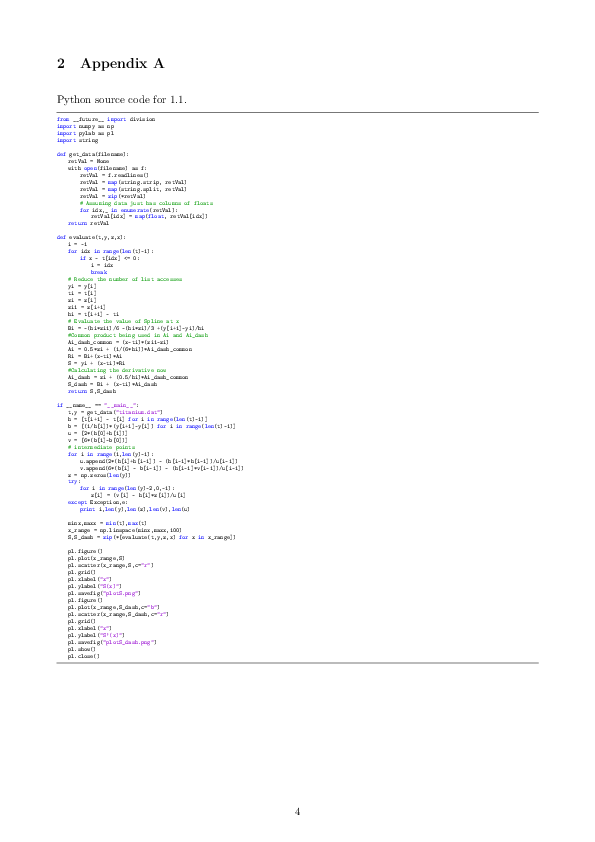 2 Appendix A
Python source code for 1.1.
from __future__ import division
import numpy as np
import pylab as pl
import string
def get_data(filename):
retVal = None
with open(filename) as f:
retVal = f.readlines()
retVal = map(string.strip, retVal)
retVal = map(string.split, retVal)
retVal = zip(*retVal)
# Assuming data just has columns of floats
for idx,_ in enumerate(retVal):
retVal[idx] = map(float, retVal[idx])
return retVal
def evaluate(t,y,z,x):
i = -1
for idx in range(len(t)-1):
if x - t[idx] <= 0:
i = idx
break
# Reduce the number of list accesses
yi = y[i]
ti = t[i]
zi = z[i]
zi1 = z[i+1]
hi = t[i+1] - ti
# Evaluate the value of Spline at x
Bi = -(hi*zi1)/6 -(hi*zi)/3 +(y[i+1]-yi)/hi
#Common product being used in Ai and Ai_dash
Ai_dash_common = (x-ti)*(zi1-zi)
Ai = 0.5*zi + (1/(6*hi))*Ai_dash_common
Ri = Bi+(x-ti)*Ai
S = yi + (x-ti)*Ri
#Calculating the derivative now
Ai_dash = zi + (0.5/hi)*Ai_dash_common
S_dash = Bi + (x-ti)*Ai_dash
return S,S_dash
if __name__ == "__main__":
t,y = get_data("titanium.dat")
h = [t[i+1] - t[i] for i in range(len(t)-1)]
b = [(1/h[i])*(y[i+1]-y[i]) for i in range(len(t)-1)]
u = [2*(h[0]+h[1])]
v = [6*(b[1]-b[0])]
# intermediate points
for i in range(1,len(y)-1):
u.append(2*(h[i]+h[i-1]) - (h[i-1]*h[i-1])/u[i-1])
v.append(6*(b[i] - b[i-1]) - (h[i-1]*v[i-1])/u[i-1])
z = np.zeros(len(y))
try:
for i in range(len(y)-2,0,-1):
z[i] = (v[i] - h[i]*z[i])/u[i]
except Exception,e:
print i,len(y),len(z),len(v),len(u)
minx,maxx = min(t),max(t)
x_range = np.linspace(minx,maxx,100)
S,S_dash = zip(*[evaluate(t,y,z,x) for x in x_range])
pl.figure()
pl.plot(x_range,S)
pl.scatter(x_range,S,c="r")
pl.grid()
pl.xlabel("x")
pl.ylabel("S(x)")
pl.savefig("plotS.png")
pl.figure()
pl.plot(x_range,S_dash,c="b")
pl.scatter(x_range,S_dash,c="r")
pl.grid()
pl.xlabel("x")
pl.ylabel("S'(x)")
pl.savefig("plotS_dash.png")
pl.show()
pl.close()
4